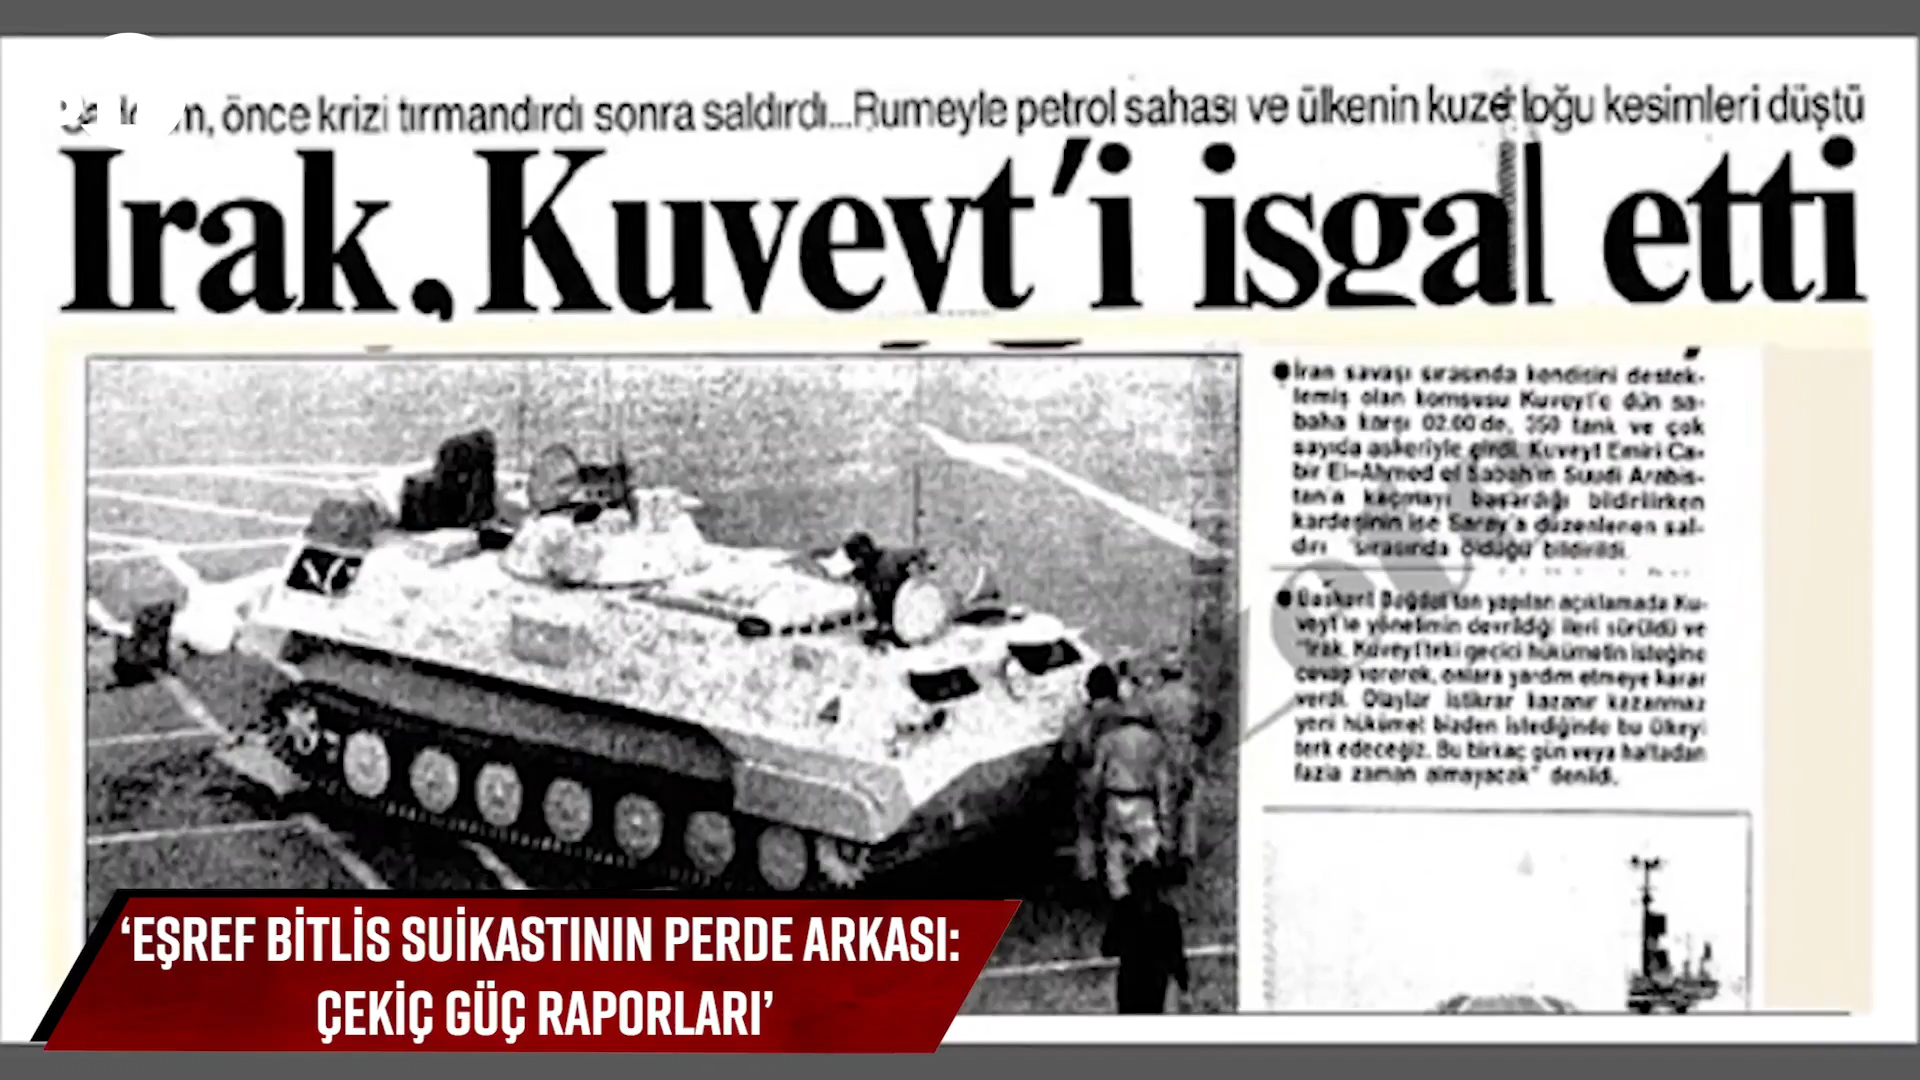 önce krizi tırmandırdı sonra saldırdı...Rumeyle petrol sahası ve ülkenin kesimleri düştü
Irak, Kuveyt'i işgal etti
İran savaşı sırasında kendisini destek-
lemiş olan komşusu Kuveyt'e dün sa-
baha karşı 02.00'de, 350 tank ve çok
sayıda askeriyle girdi. Kuveyt Emiri Ca-
bir El-Ahmed el Sabah'ın Suudi Arabis-
tan'a kaçmayı başardığı bildirilirken
kardeşinin ise Saray'a düzenlenen sal-
dırı sırasında öldüğü bildirildi.
yapılan açıklamada Ku-
veyt'te yönetimin devrildiği ileri sürüldü ve
"Irak, Kuveyt'teki geçici hükümetin isteğine
cevap vererek, onlara yardım etmeye karar
verdi. istikrar kazanır kazanmaz
yeni hükümet bizden istediğinde bu ülkeyi
terk edeceğiz. Bu birkaç gün veya haftadan
fazla zaman almayacak" denildi.
‘EŞREF BİTLİS SUİKASTININ PERDE ARKASI:
ÇEKİÇ GÜÇ RAPORLARI’